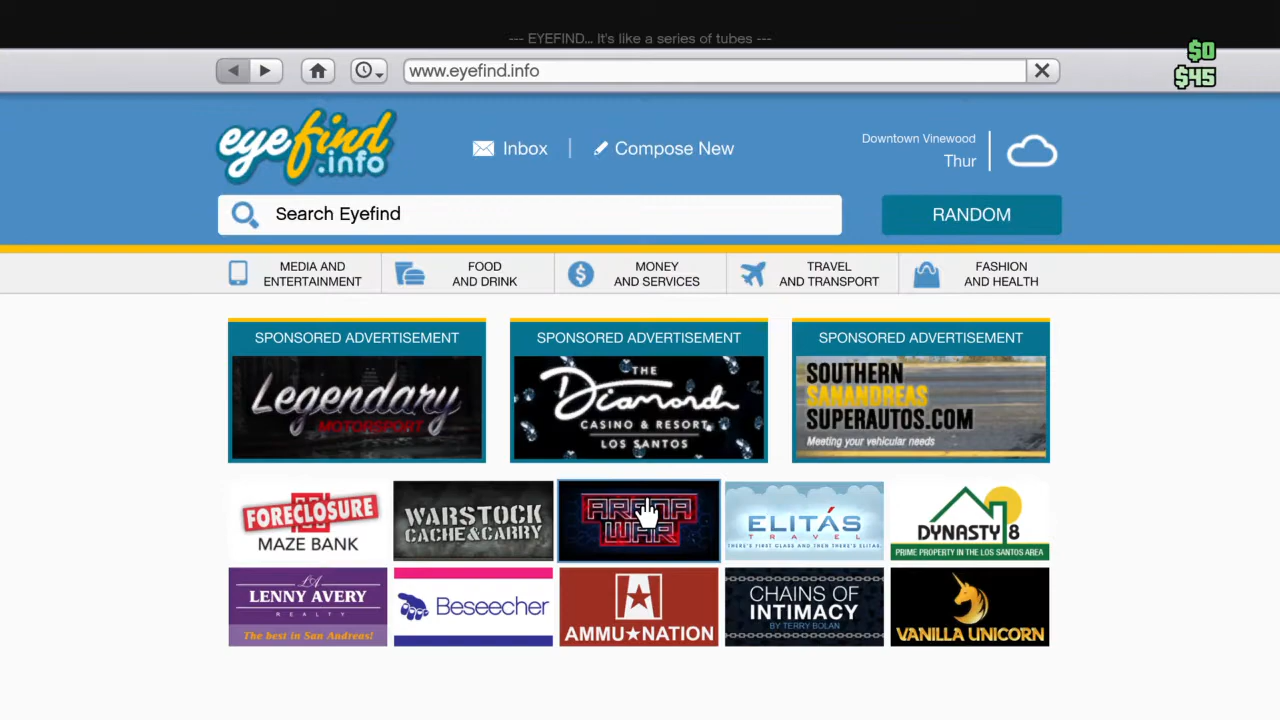 --- EYEFIND... It's like a series of tubes ---
$0
$45
www.eyefind.info
eyefind
.info
Inbox
Compose New
Downtown Vinewood
Thur
Search Eyefind
RANDOM
MEDIA AND
ENTERTAINMENT
FOOD
AND DRINK
MONEY
AND SERVICES
TRAVEL
AND TRANSPORT
FASHION
AND HEALTH
SPONSORED ADVERTISEMENT
Legendary
MOTORSPORT
SPONSORED ADVERTISEMENT
THE
Diamond
CASINO & RESORT
LOS SANTOS
SPONSORED ADVERTISEMENT
SOUTHERN
SANANDREAS
SUPERAUTOS.COM
Meeting your vehicular needs
FORECLOSURE
MAZE BANK
WARSTOCK
CACHE&CARRY
ARENA
WAR
ELITÁS
TRAVEL
THERE'S FIRST CLASS AND THEN THERE'S ELITÁS.
DYNASTY 8
PRIME PROPERTY IN THE LOS SANTOS AREA
LA
LENNY AVERY
REALTY
The best in San Andreas!
Beseecher
AMMU★NATION
CHAINS OF
INTIMACY
BY TERRY BOLAN
VANILLA UNICORN